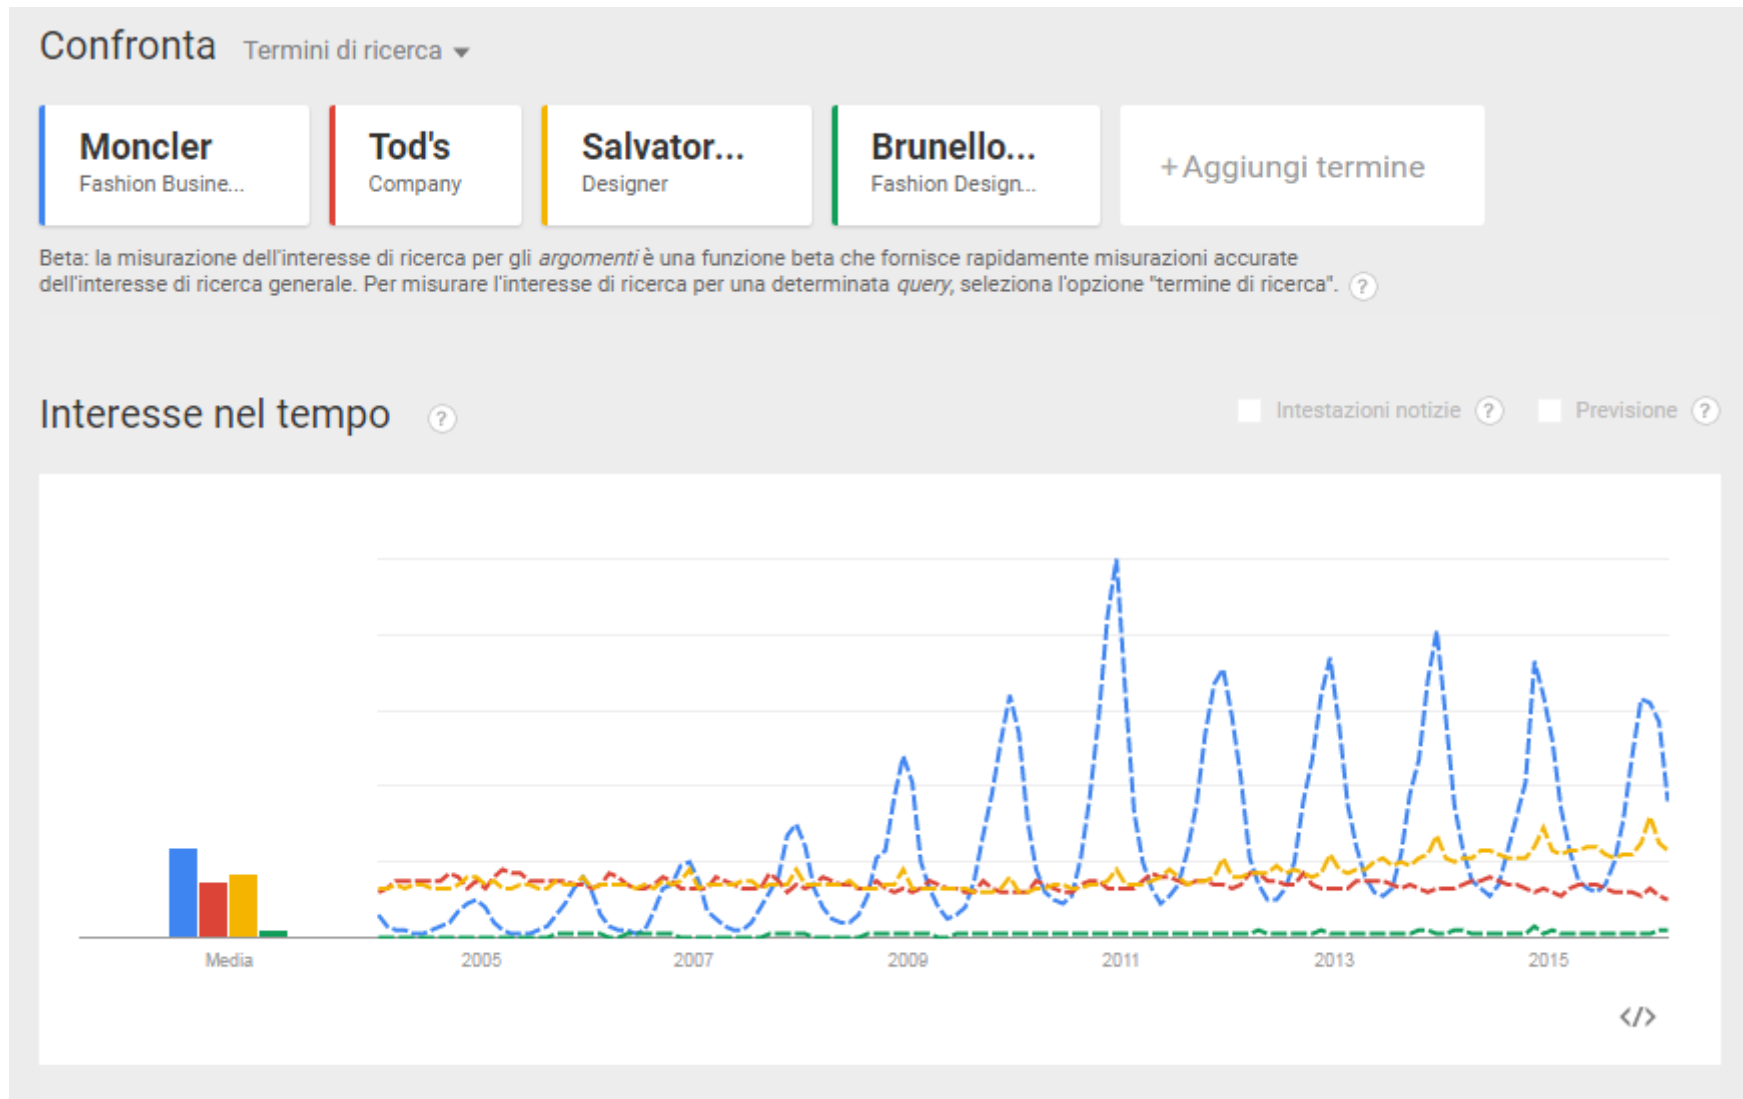 Confronta Termini di ricerca
Moncler
Fashion Busine...
Tod's
Company
Salvator...
Designer
Brunello...
Fashion Design...
+Aggiungi termine
Beta: la misurazione dell'interesse di ricerca per gli argomenti è una funzione beta che fornisce rapidamente misurazioni accurate
dell'interesse di ricerca generale. Per misurare l'interesse di ricerca per una determinata query, seleziona l'opzione "termine di ricerca". ?
Interesse nel tempo ?
Intestazioni notizie ? Previsione ?
Media 2005 2007 2009 2011 2013 2015
</>